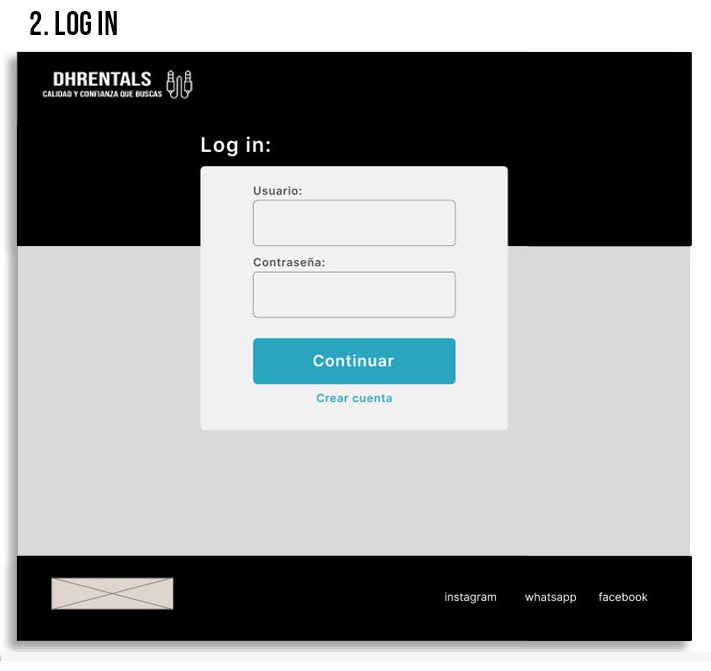 2. LOG IN
DHRENTALS
CALIDAD Y CONFIANZA QUE BUSCAS
Log in:
Usuario:
Contraseña:
Continuar
Crear cuenta
instagram whatsapp facebook